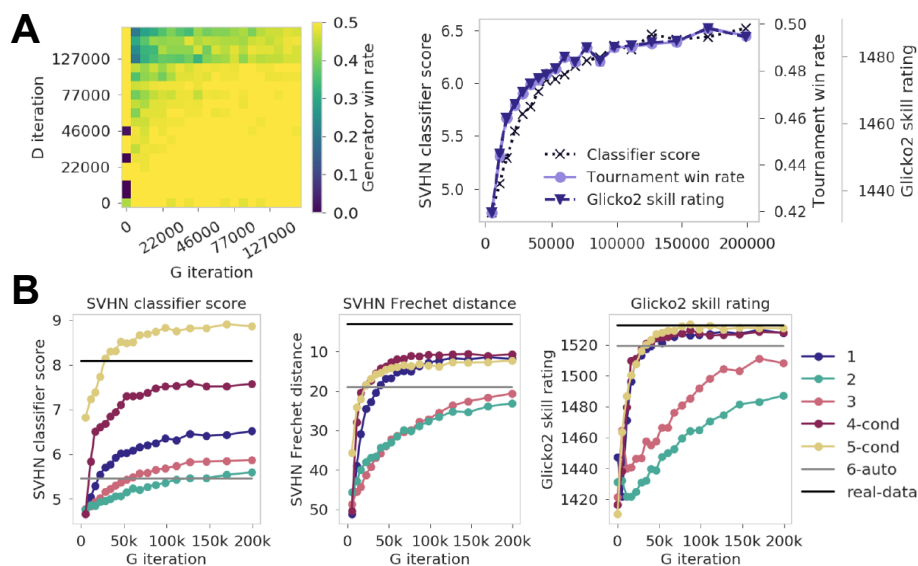 A
127000
77000
46000
22000
0
D iteration
0
22000
46000
77000
127000
G iteration
0.5
0.4
0.3
0.2
0.1
0.0
Generator win rate
6.5
6.0
5.5
5.0
SVHN classifier score
Classifier score
Tournament win rate
Glicko2 skill rating
0
50000
100000
150000
200000
0.50
0.48
0.46
0.44
0.42
Tournament win rate
1480
1460
1440
Glicko2 skill rating
B
SVHN classifier score
9
8
7
6
5
SVHN classifier score
0 50k 100k 150k 200k
G iteration
SVHN Frechet distance
10
20
30
40
50
SVHN Frechet distance
0 50k 100k 150k 200k
G iteration
Glicko2 skill rating
1520
1500
1480
1460
1440
1420
Glicko2 skill rating
0 50k 100k 150k 200k
G iteration
1
2
3
4-cond
5-cond
6-auto
real-data